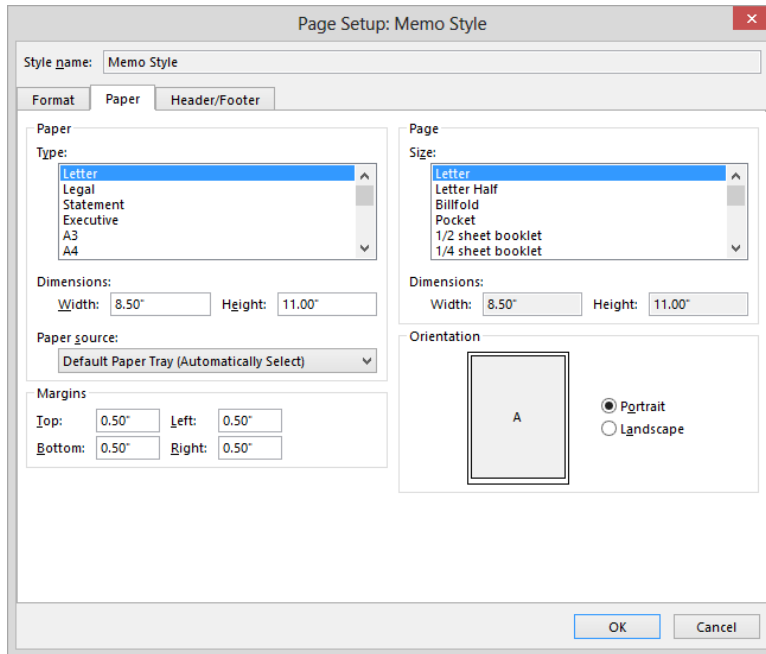 Page Setup: Memo Style
Style name: Memo Style
Format Paper Header/Footer
Paper
Type:
Letter
Legal
Statement
Executive
A3
A4
Dimensions:
Width: 8.50" Height: 11.00"
Paper source:
Default Paper Tray (Automatically Select)
Margins
Top: 0.50" Left: 0.50"
Bottom: 0.50" Right: 0.50"
Page
Size:
Letter
Letter Half
Billfold
Pocket
1/2 sheet booklet
1/4 sheet booklet
Dimensions:
Width: 8.50" Height: 11.00"
Orientation
A
Portrait
Landscape
OK Cancel